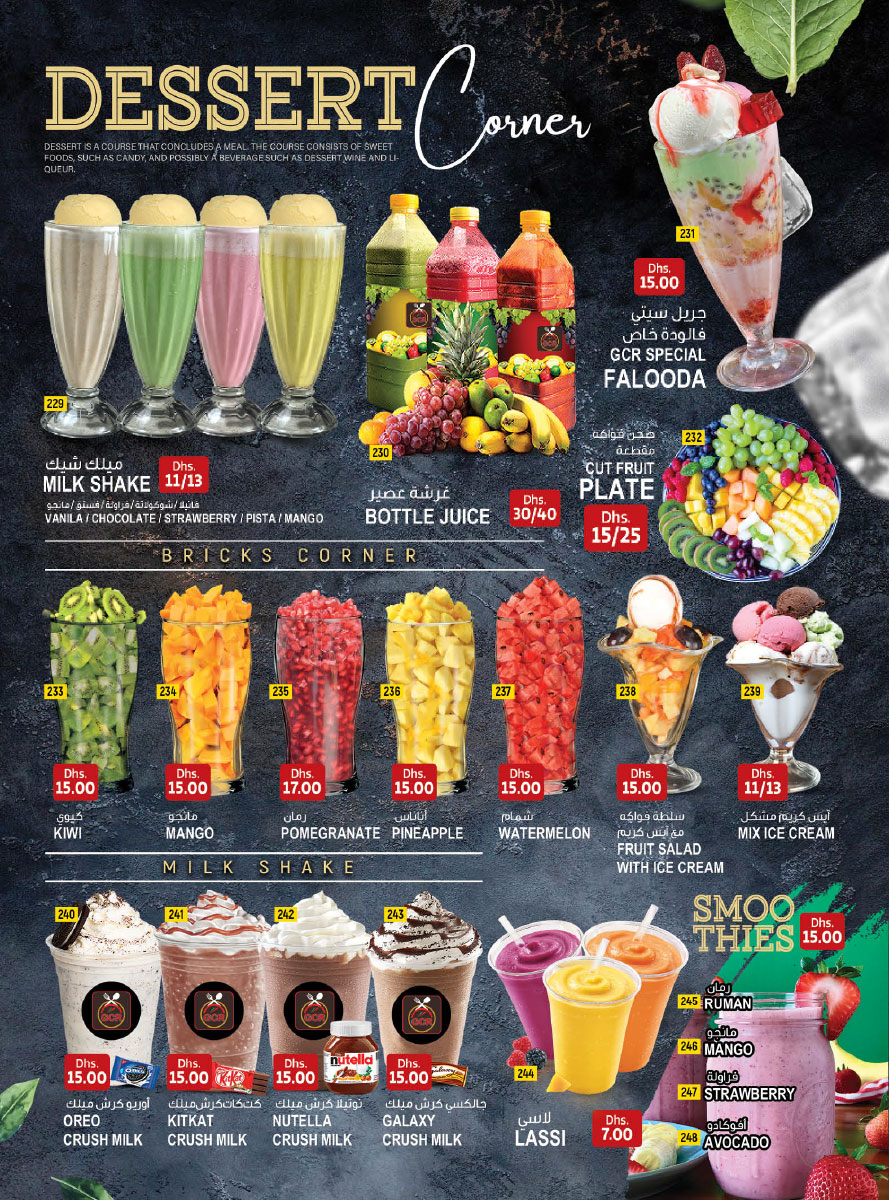 DESSERT Corner
DESSERT IS A COURSE THAT CONCLUDES A MEAL. THE COURSE CONSISTS OF SWEET
FOODS, SUCH AS CANDY, AND POSSIBLY A BEVERAGE SUCH AS DESSERT WINE AND LI-
QUEUR.
229
ميلك شيك
MILK SHAKE
Dhs.
11/13
فانيلا / شوكولاتة / فراولة / فستق / مانجو
VANILA / CHOCOLATE / STRAWBERRY / PISTA / MANGO
GCR
GCR
230
غرشة عصير
BOTTLE JUICE
Dhs.
30/40
231
Dhs.
15.00
جريل سيتي
فالودة خاص
GCR SPECIAL
FALOODA
232
صحن فواكه
مقطعة
CUT FRUIT
PLATE
Dhs.
15/25
BRICKS CORNER
233
Dhs.
15.00
كيوي
KIWI
234
Dhs.
15.00
مانجو
MANGO
235
Dhs.
17.00
رمان
POMEGRANATE
236
Dhs.
15.00
أناناس
PINEAPPLE
237
Dhs.
15.00
شمام
WATERMELON
238
Dhs.
15.00
سلطة فواكه
مع آيس كريم
FRUIT SALAD
WITH ICE CREAM
239
Dhs.
11/13
آيس كريم مشكل
MIX ICE CREAM
MILK SHAKE
240
GCR
Dhs.
15.00
OREO
أوريو كرش ميلك
OREO
CRUSH MILK
241
GCR
Dhs.
15.00
KitKat
كتكات كرش ميلك
KITKAT
CRUSH MILK
242
GCR
Dhs.
15.00
nutella
نوتيلا كرش ميلك
NUTELLA
CRUSH MILK
243
GCR
Dhs.
15.00
جالكسي كرش ميلك
GALAXY
CRUSH MILK
244
لاسي
LASSI
Dhs.
7.00
SMOO
THIES
Dhs.
15.00
رمان
245 RUMAN
مانجو
246 MANGO
فراولة
247 STRAWBERRY
أفوكادو
248 AVOCADO